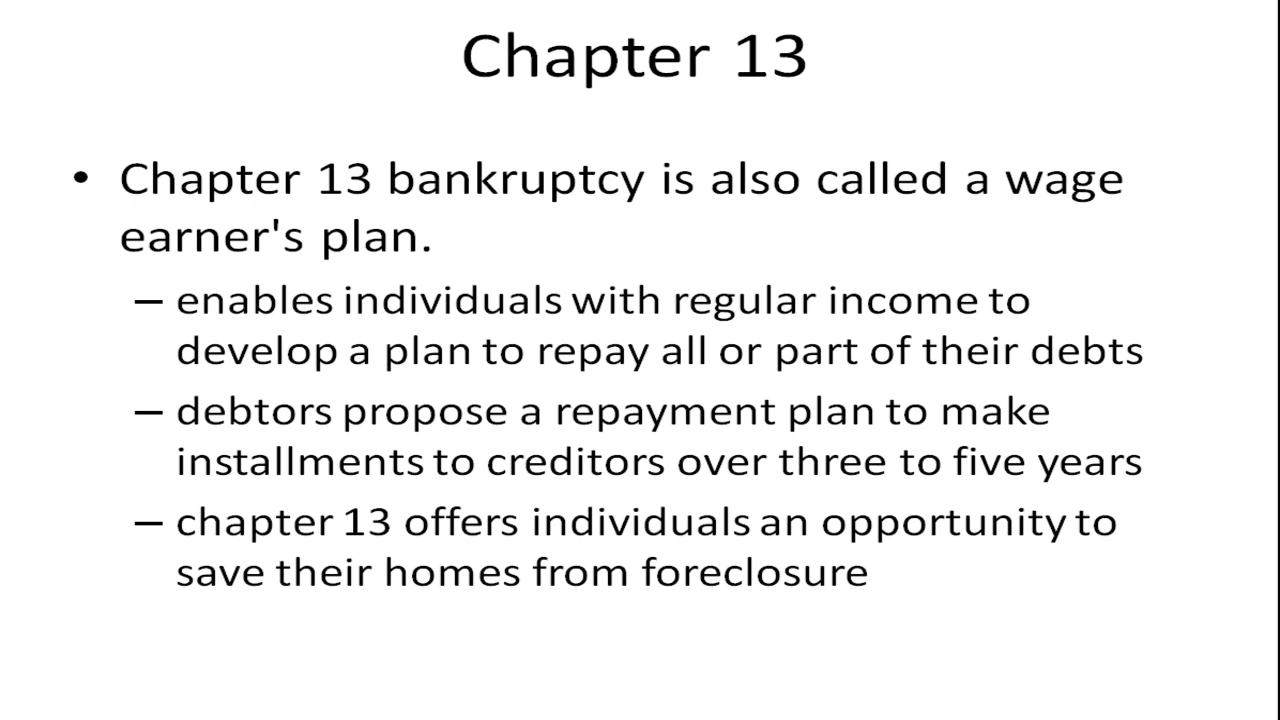 Chapter 13
• Chapter 13 bankruptcy is also called a wage
earner's plan.
– enables individuals with regular income to
develop a plan to repay all or part of their debts
– debtors propose a repayment plan to make
installments to creditors over three to five years
– chapter 13 offers individuals an opportunity to
save their homes from foreclosure